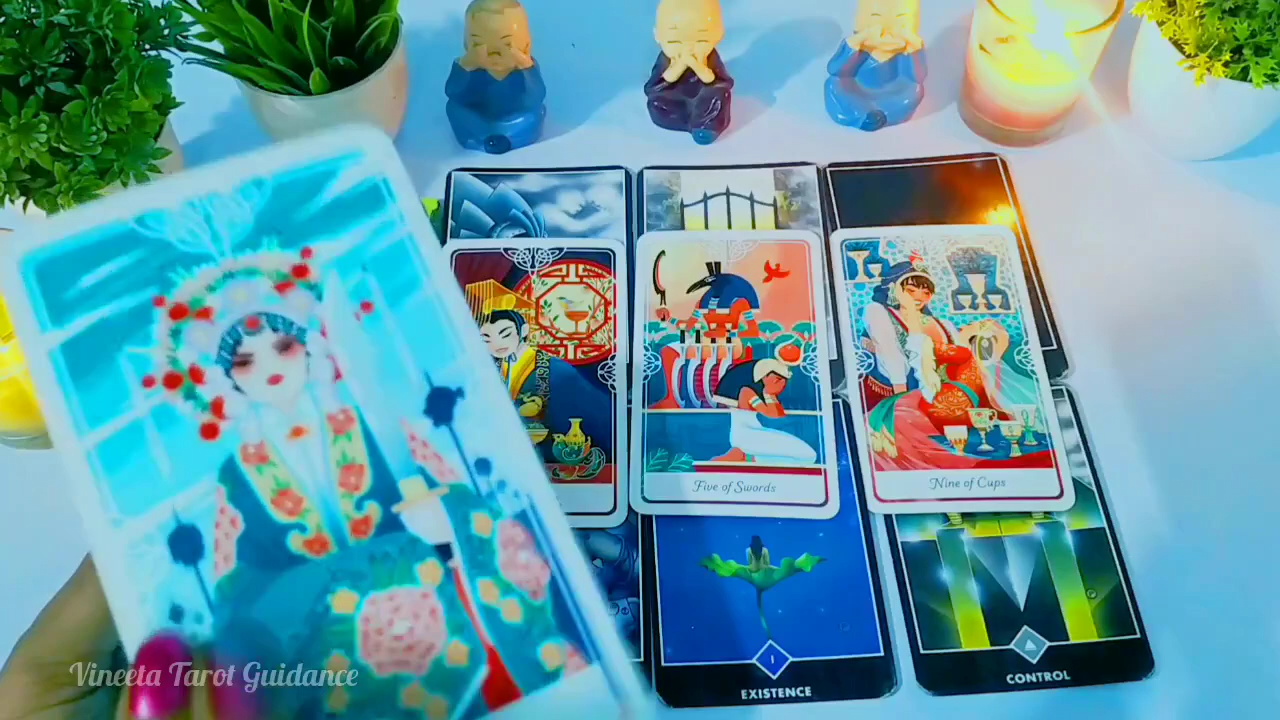 Five of Swords
Nine of Cups
I
EXISTENCE
CONTROL
Vineeta Tarot Guidance